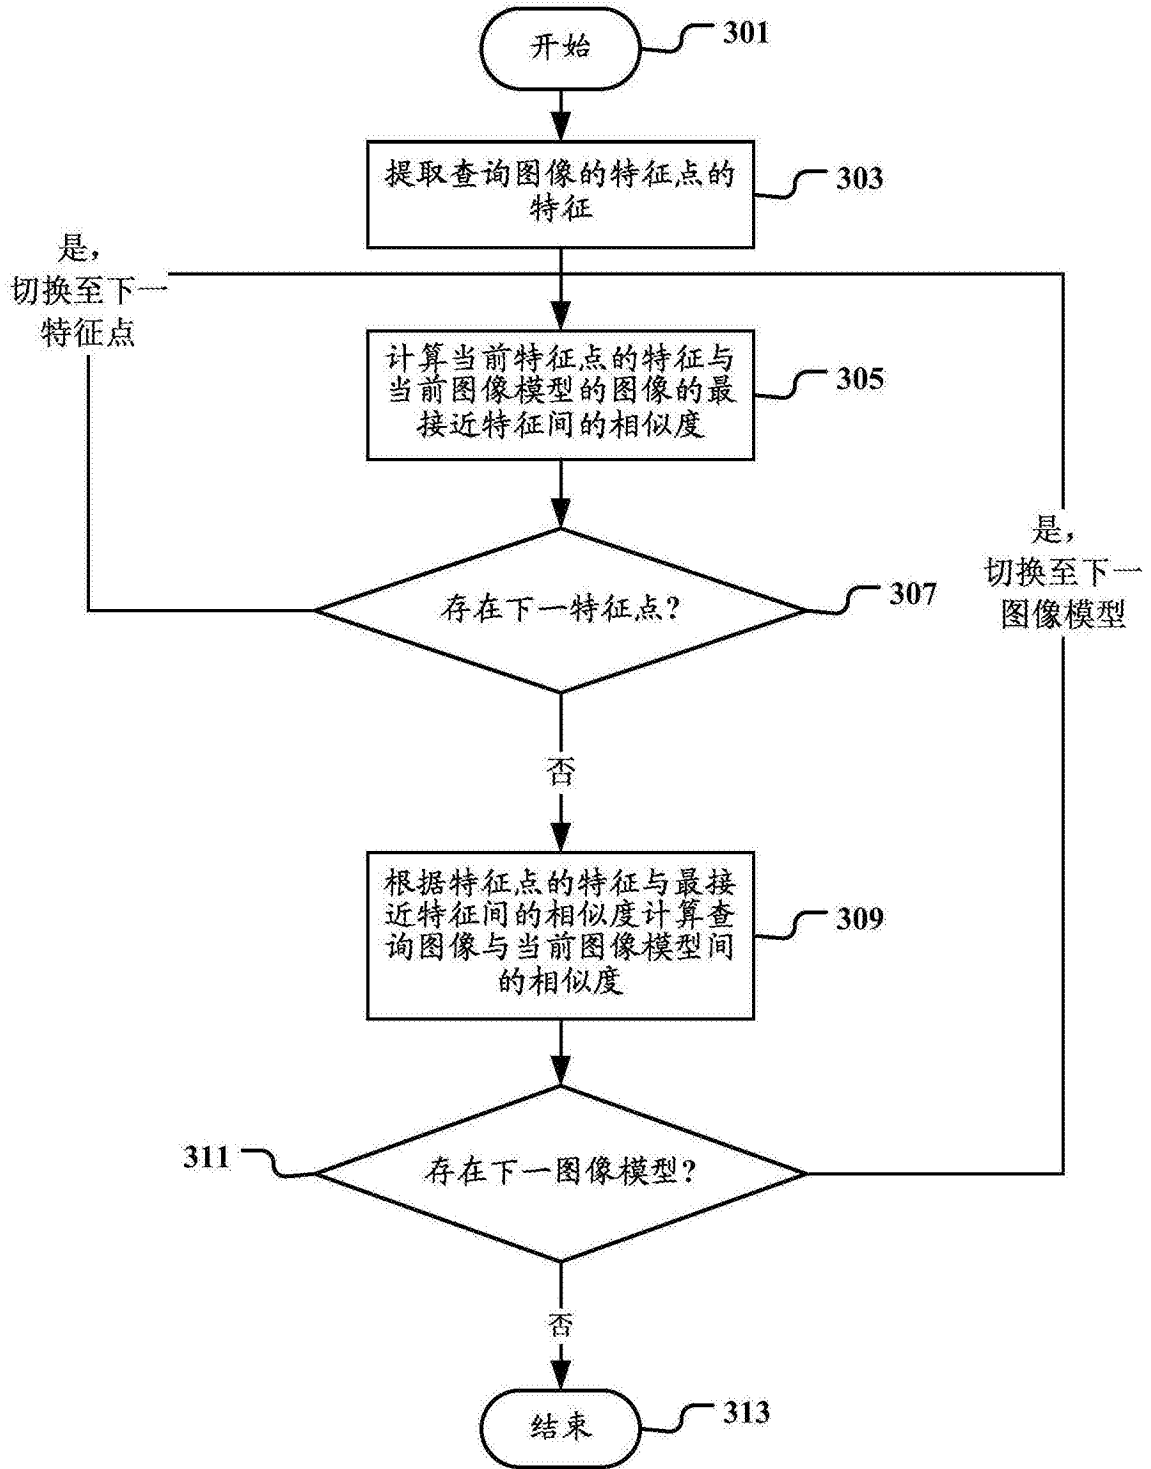 开始
301
提取查询图像的特征点的
特征
303
是，
切换至下一
特征点
计算当前特征点的特征与
当前图像模型的图像的最
接近特征间的相似度
305
存在下一特征点?
307
是，
切换至下一
图像模型
否
根据特征点的特征与最接
近特征间的相似度计算查
询图像与当前图像模型间
的相似度
309
311
存在下一图像模型?
否
结束
313